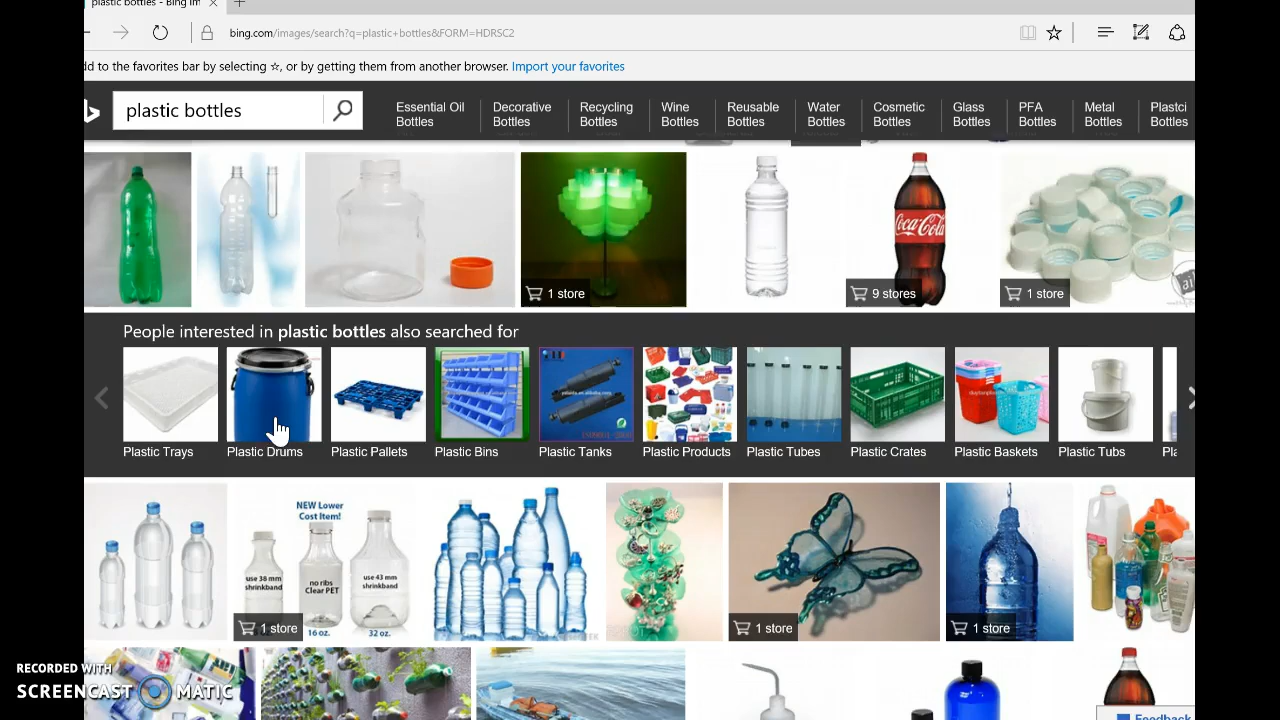 plastic bottles - Bing im
bing.com/images/search?q=plastic+bottles&FORM=HDRSC2
dd to the favorites bar by selecting ☆, or by getting them from another browser. Import your favorites
plastic bottles
Essential Oil Bottles
Decorative Bottles
Recycling Bottles
Wine Bottles
Reusable Bottles
Water Bottles
Cosmetic Bottles
Glass Bottles
PFA Bottles
Metal Bottles
Plastci Bottles
Coca-Cola
1 store
9 stores
1 store
People interested in plastic bottles also searched for
Plastic Trays
Plastic Drums
Plastic Pallets
Plastic Bins
Plastic Tanks
Plastic Products
Plastic Tubes
Plastic Crates
Plastic Baskets
Plastic Tubs
Pla
NEW Lower
Cost Item!
use 38 mm
shrinkband
no ribs
Clear PET
use 43 mm
shrinkband
1 store
16 oz.
32 oz.
1 store
1 store
RECORDED WITH
SCREENCAST MATIC
Feedback